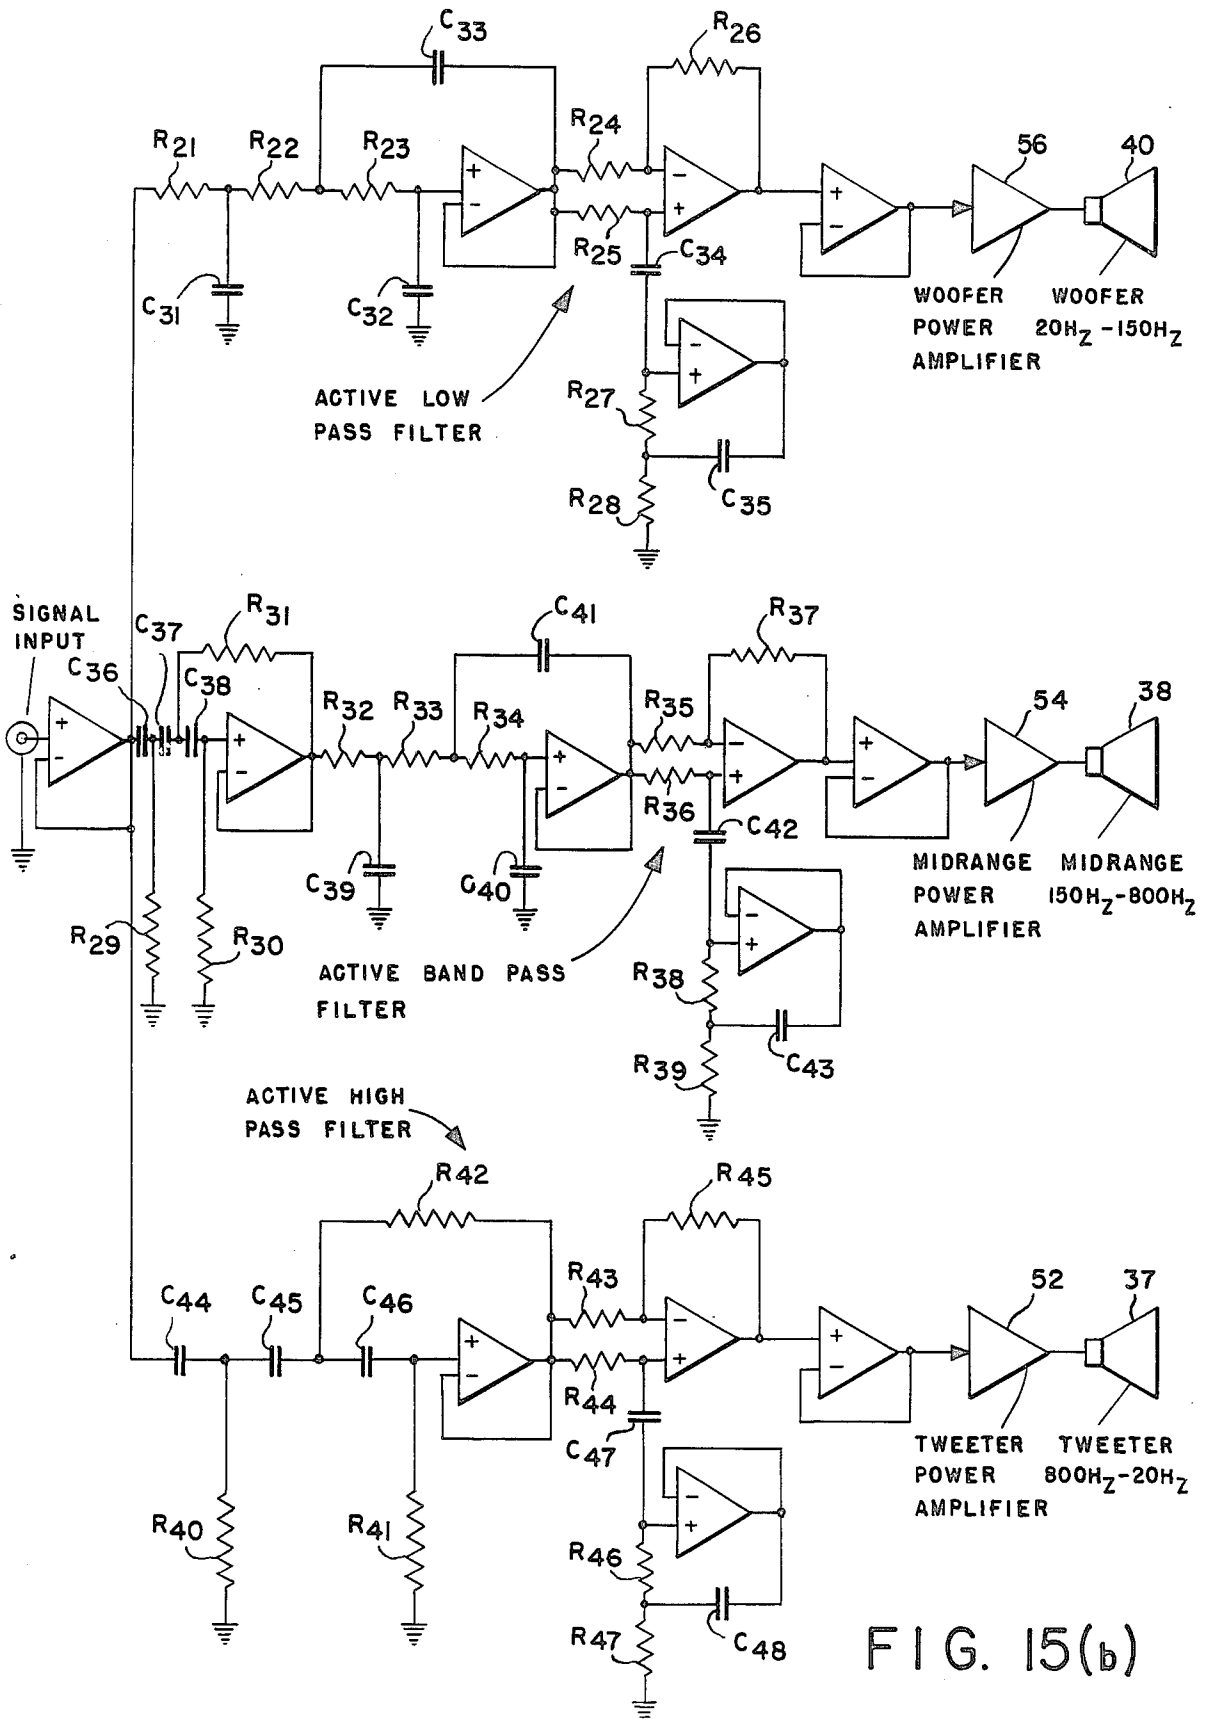 C33
R26
R21
R22
R23
R24
56
40
+
-
-
+
+
-
R25
C34
C31
C32
WOOFER POWER AMPLIFIER
WOOFER 20HZ-150HZ
-
+
ACTIVE LOW
PASS FILTER
R27
C35
R28
SIGNAL
INPUT
C37
R31
C41
R37
C36
C38
R32
R33
R34
R35
54
38
+
-
+
-
+
-
-
+
+
-
R36
C42
C39
C40
MIDRANGE POWER AMPLIFIER
MIDRANGE 150HZ-800HZ
R29
R30
-
+
ACTIVE BAND PASS
FILTER
R38
C43
R39
ACTIVE HIGH
PASS FILTER
R42
R45
C44
C45
C46
R43
52
37
+
-
-
+
+
-
R44
C47
TWEETER POWER AMPLIFIER
TWEETER 800HZ-20HZ
R40
R41
-
+
R46
R47
C48
FIG. 15(b)